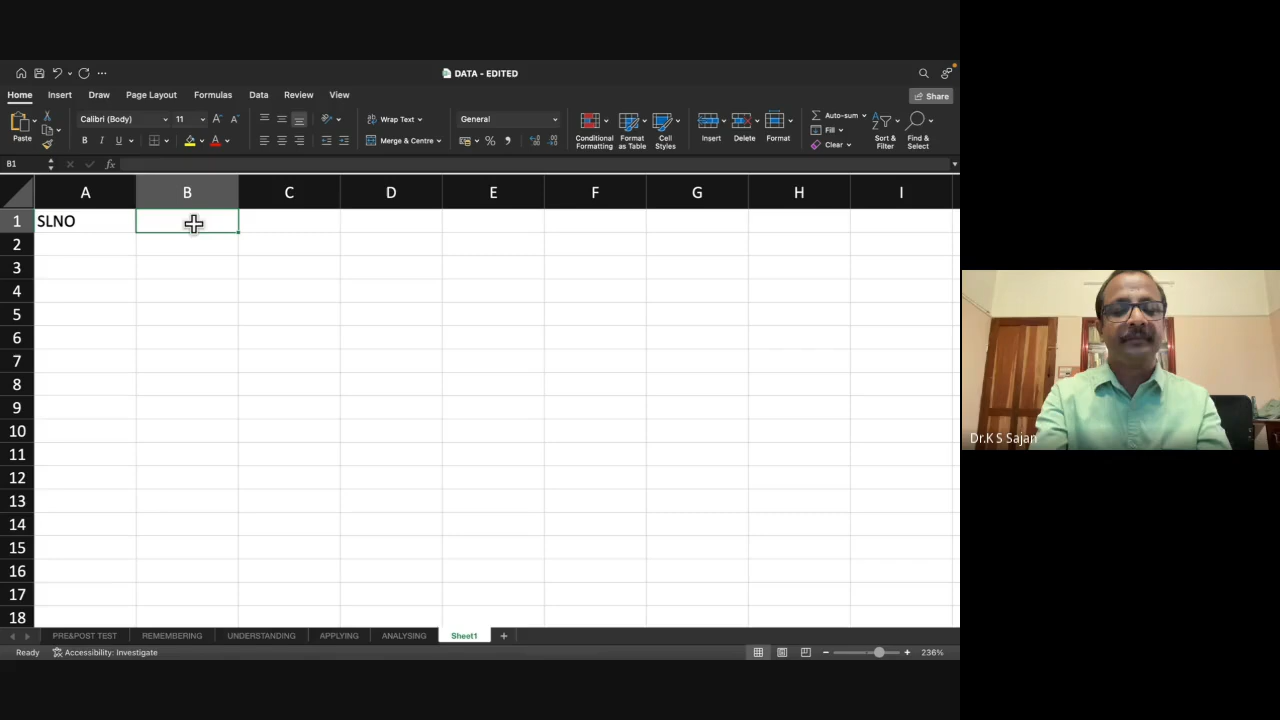 DATA - EDITED
Home Insert Draw Page Layout Formulas Data Review View
Share
Paste
Calibri (Body) 11 A A
B I U A
Wrap Text
Merge & Centre
General
%
Conditional Formatting
Format as Table
Cell Styles
Insert
Delete
Format
Auto-sum
Fill
Clear
Sort & Filter
Find & Select
B1 fx
A B C D E F G H I
1 SLNO
2
3
4
5
6
7
8
9
10
11
12
13
14
15
16
17
18
PRE&POST TEST REMEMBERING UNDERSTANDING APPLYING ANALYSING Sheet1 +
Ready Accessibility: Investigate 236%
Dr.K S Sajan